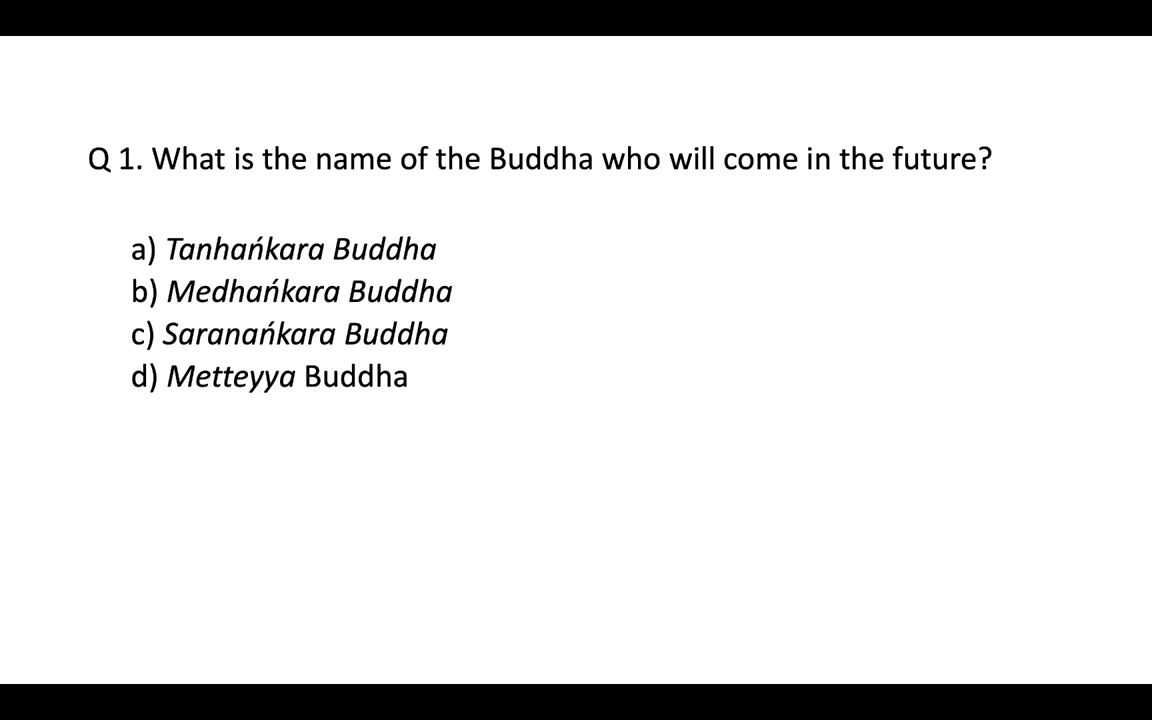 Q 1. What is the name of the Buddha who will come in the future?
a) Tanhańkara Buddha
b) Medhańkara Buddha
c) Saranańkara Buddha
d) Metteyya Buddha